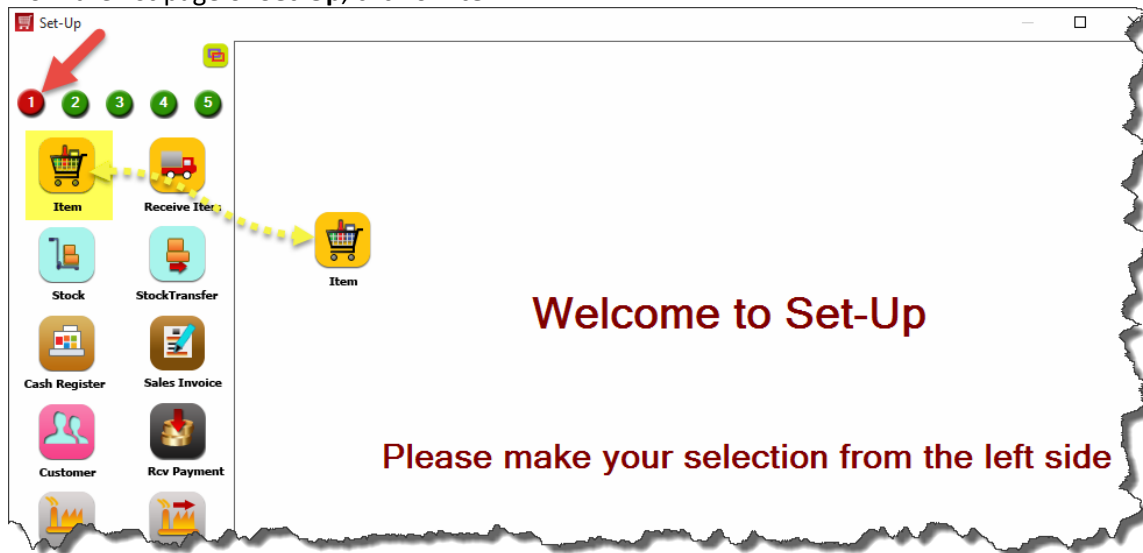 Set-Up
1 2 3 4 5
Item Receive Item
Item
Stock StockTransfer
Welcome to Set-Up
Cash Register Sales Invoice
Customer Rcv Payment
Please make your selection from the left side